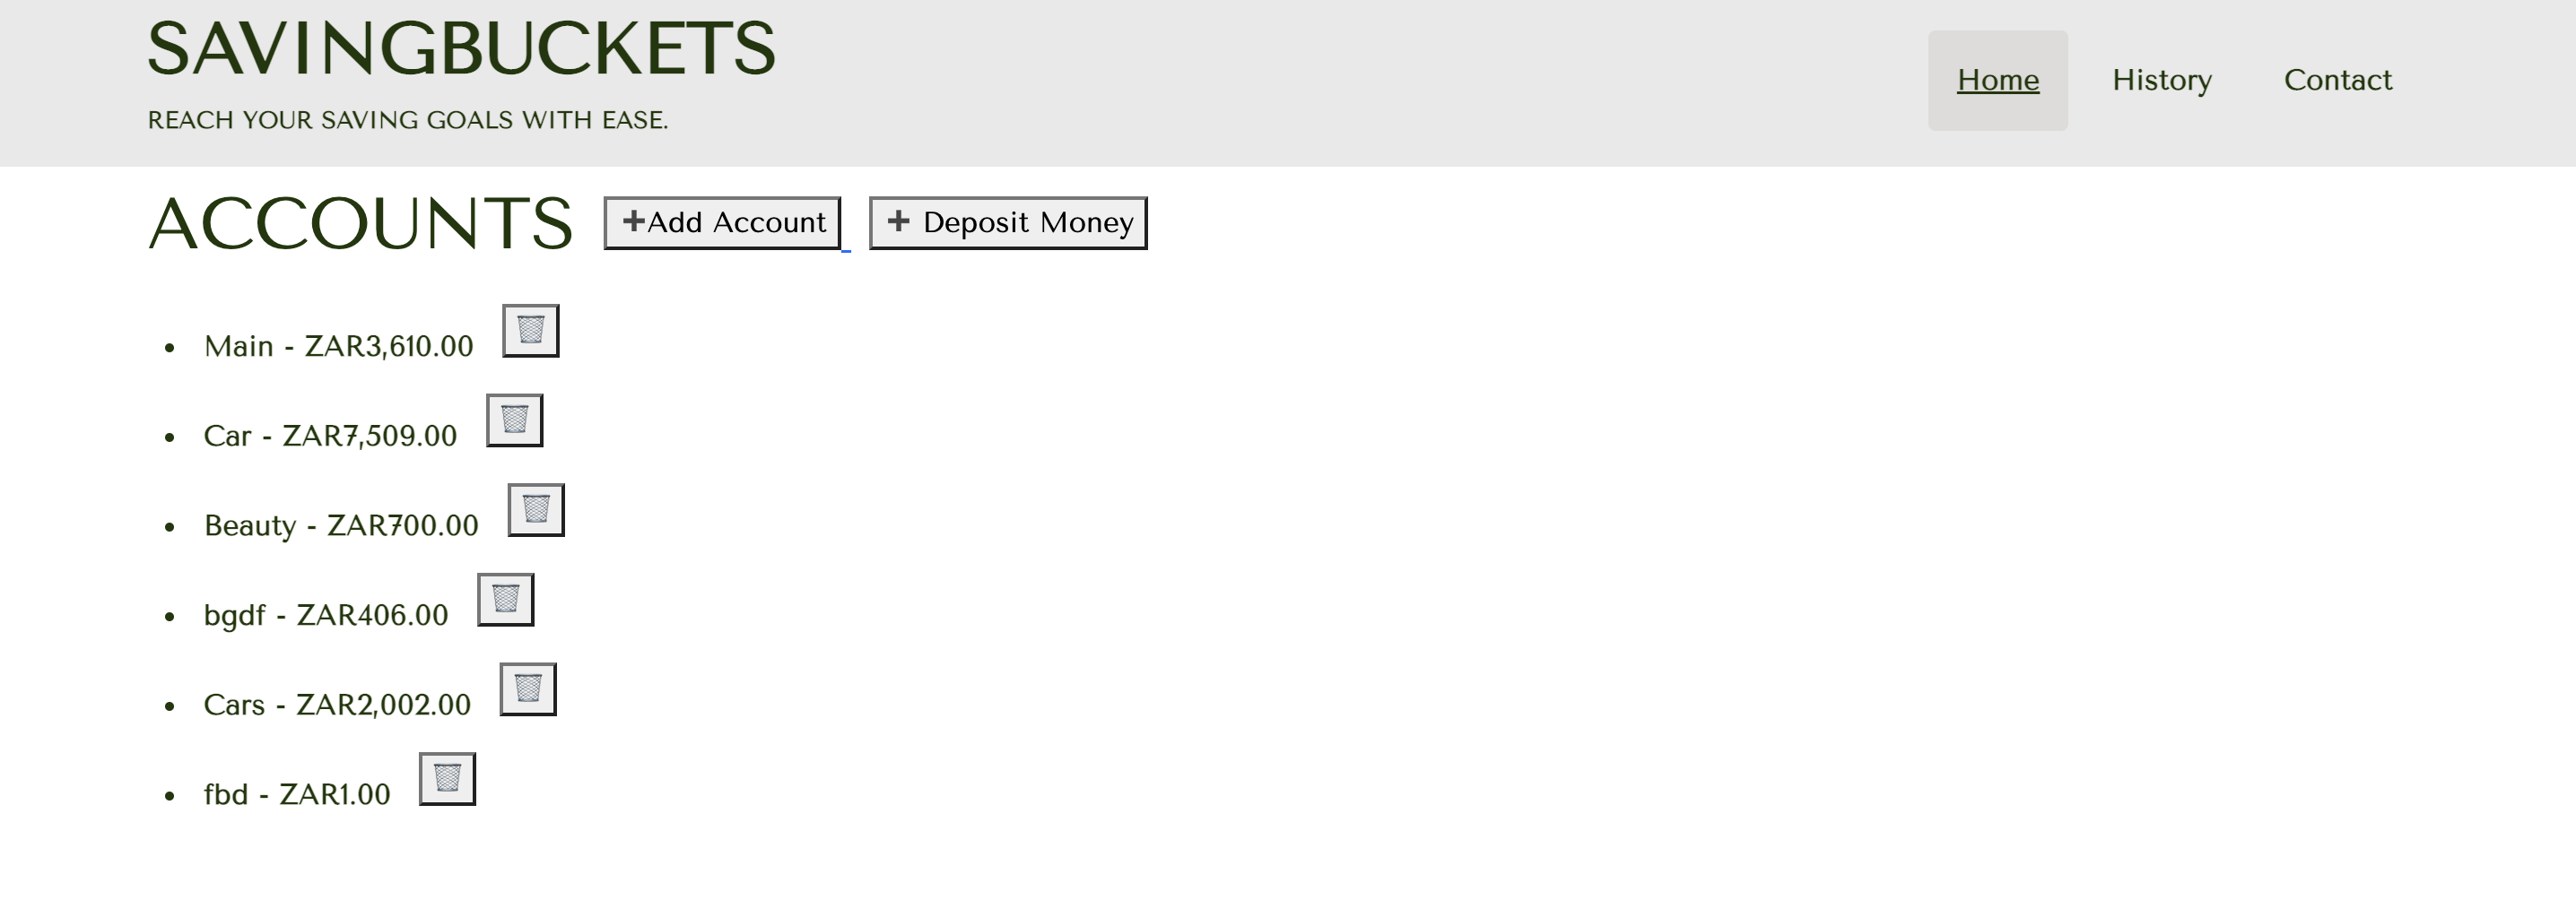 SAVINGBUCKETS
REACH YOUR SAVING GOALS WITH EASE.
Home History Contact
ACCOUNTS +Add Account + Deposit Money
• Main - ZAR3,610.00
• Car - ZAR7,509.00
• Beauty - ZAR700.00
• bgdf - ZAR406.00
• Cars - ZAR2,002.00
• fbd - ZAR1.00